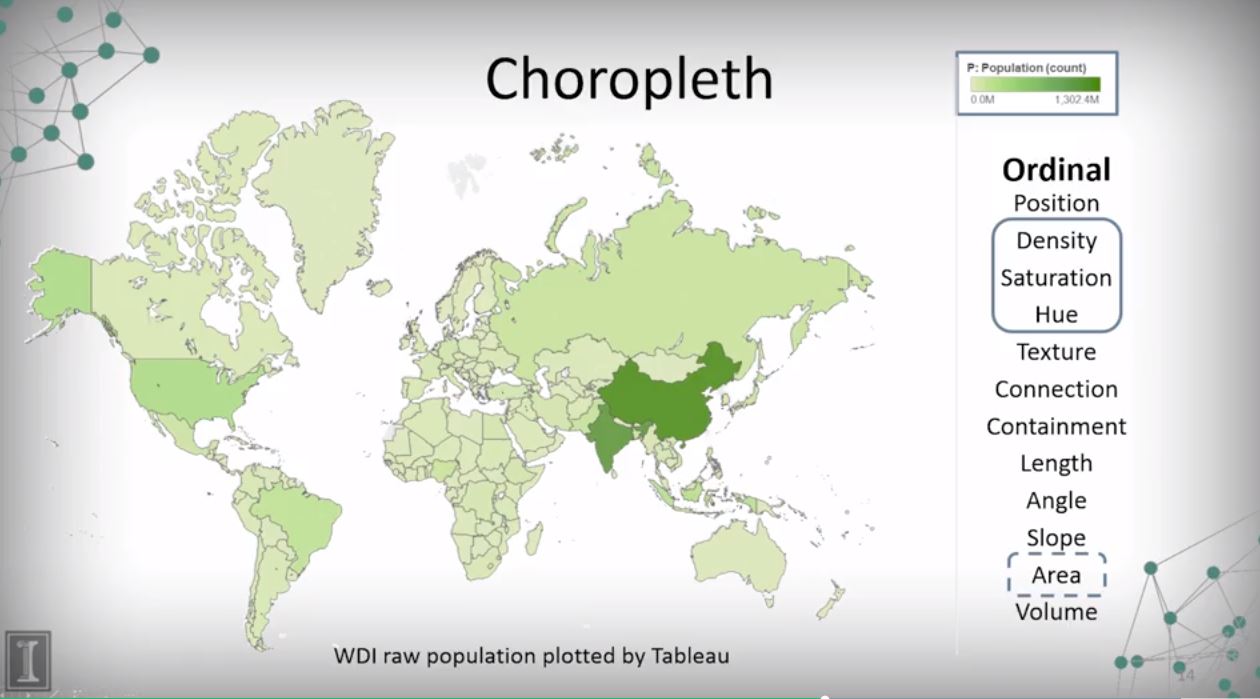 Choropleth
P: Population (count)
0.0M 1,302.4M
Ordinal
Position
Density
Saturation
Hue
Texture
Connection
Containment
Length
Angle
Slope
Area
Volume
WDI raw population plotted by Tableau
I
14